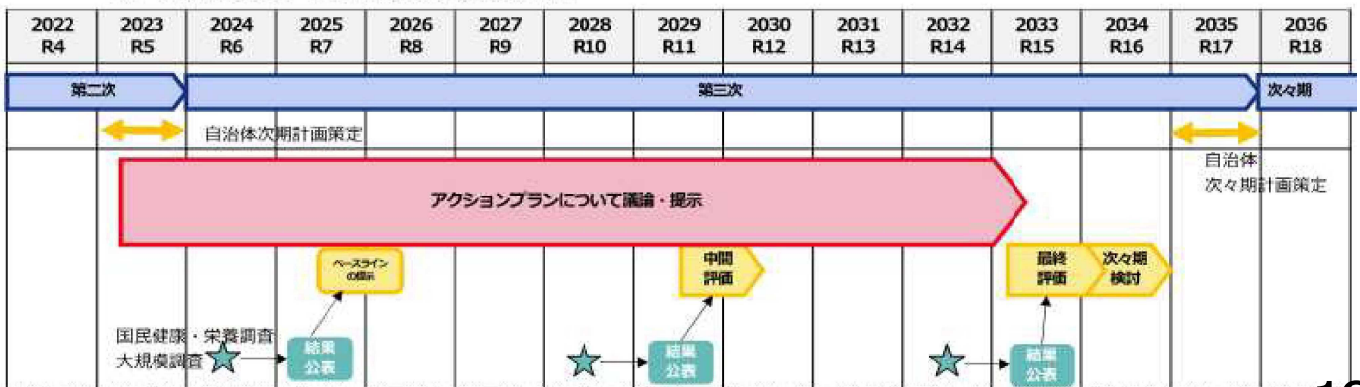 2022 2023 2024 2025 2026 2027 2028 2029 2030 2031 2032 2033 2034 2035 2036
R4 R5 R6 R7 R8 R9 R10 R11 R12 R13 R14 R15 R16 R17 R18
第二次 第三次 次々期
自治体次期計画策定
自治体
次々期計画策定
アクションプランについて議論・提示
ベースライン
の提示
中間
評価
最終
評価
次々期
検討
国民健康・栄養調査
大規模調査
結果
公表
結果
公表
結果
公表